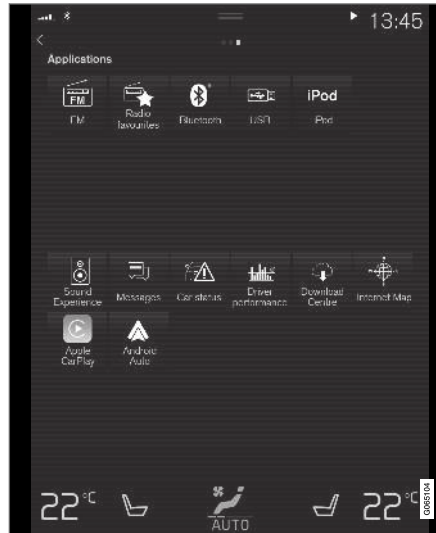 13:45
Applications
FM
iPod
FM
Radio
favourites
Bluetooth
USB
iPod
Sound
Experience
Messages
Car status
Driver
performance
Download
Centre
Internet Map
Apple
CarPlay
Android
Auto
22°C
AUTO
22°C
G065104